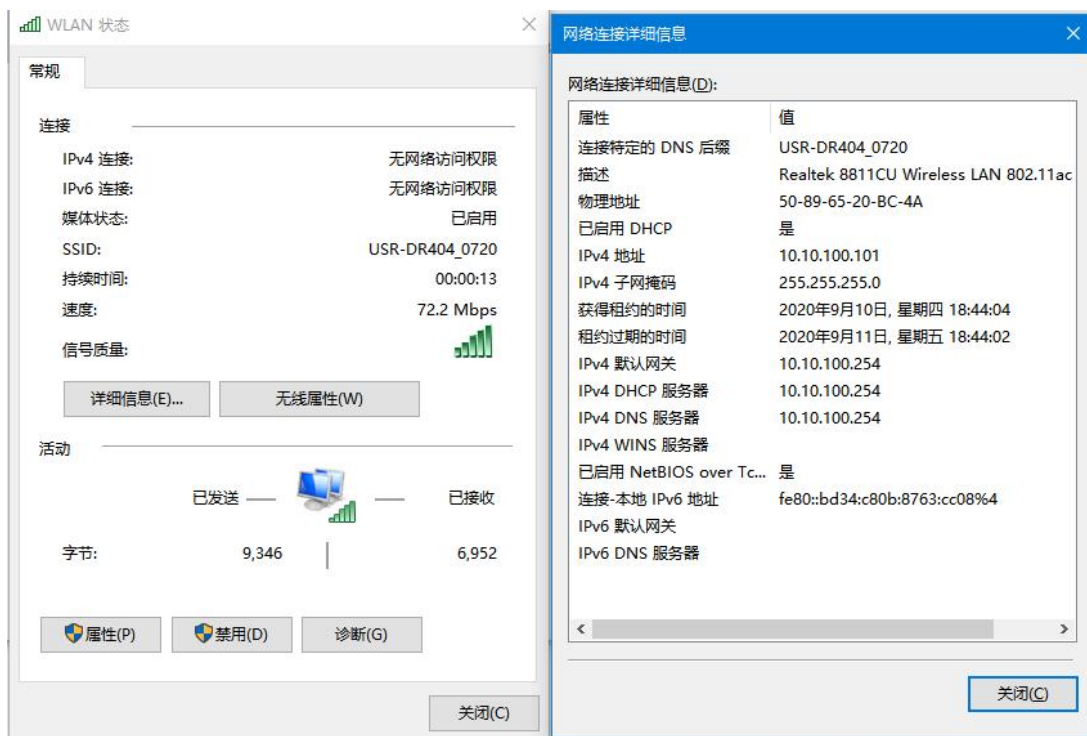 WLAN 状态
常规
连接
IPv4 连接: 无网络访问权限
IPv6 连接: 无网络访问权限
媒体状态: 已启用
SSID: USR-DR404_0720
持续时间: 00:00:13
速度: 72.2 Mbps
信号质量:
详细信息(E)... 无线属性(W)
活动
已发送 已接收
字节: 9,346 6,952
属性(P) 禁用(D) 诊断(G)
关闭(C)
网络连接详细信息
网络连接详细信息(D):
属性 值
连接特定的 DNS 后缀 USR-DR404_0720
描述 Realtek 8811CU Wireless LAN 802.11ac
物理地址 50-89-65-20-BC-4A
已启用 DHCP 是
IPv4 地址 10.10.100.101
IPv4 子网掩码 255.255.255.0
获得租约的时间 2020年9月10日, 星期四 18:44:04
租约过期的时间 2020年9月11日, 星期五 18:44:02
IPv4 默认网关 10.10.100.254
IPv4 DHCP 服务器 10.10.100.254
IPv4 DNS 服务器 10.10.100.254
IPv4 WINS 服务器
已启用 NetBIOS over Tc... 是
连接-本地 IPv6 地址 fe80::bd34:c80b:8763:cc08%4
IPv6 默认网关
IPv6 DNS 服务器
关闭(C)